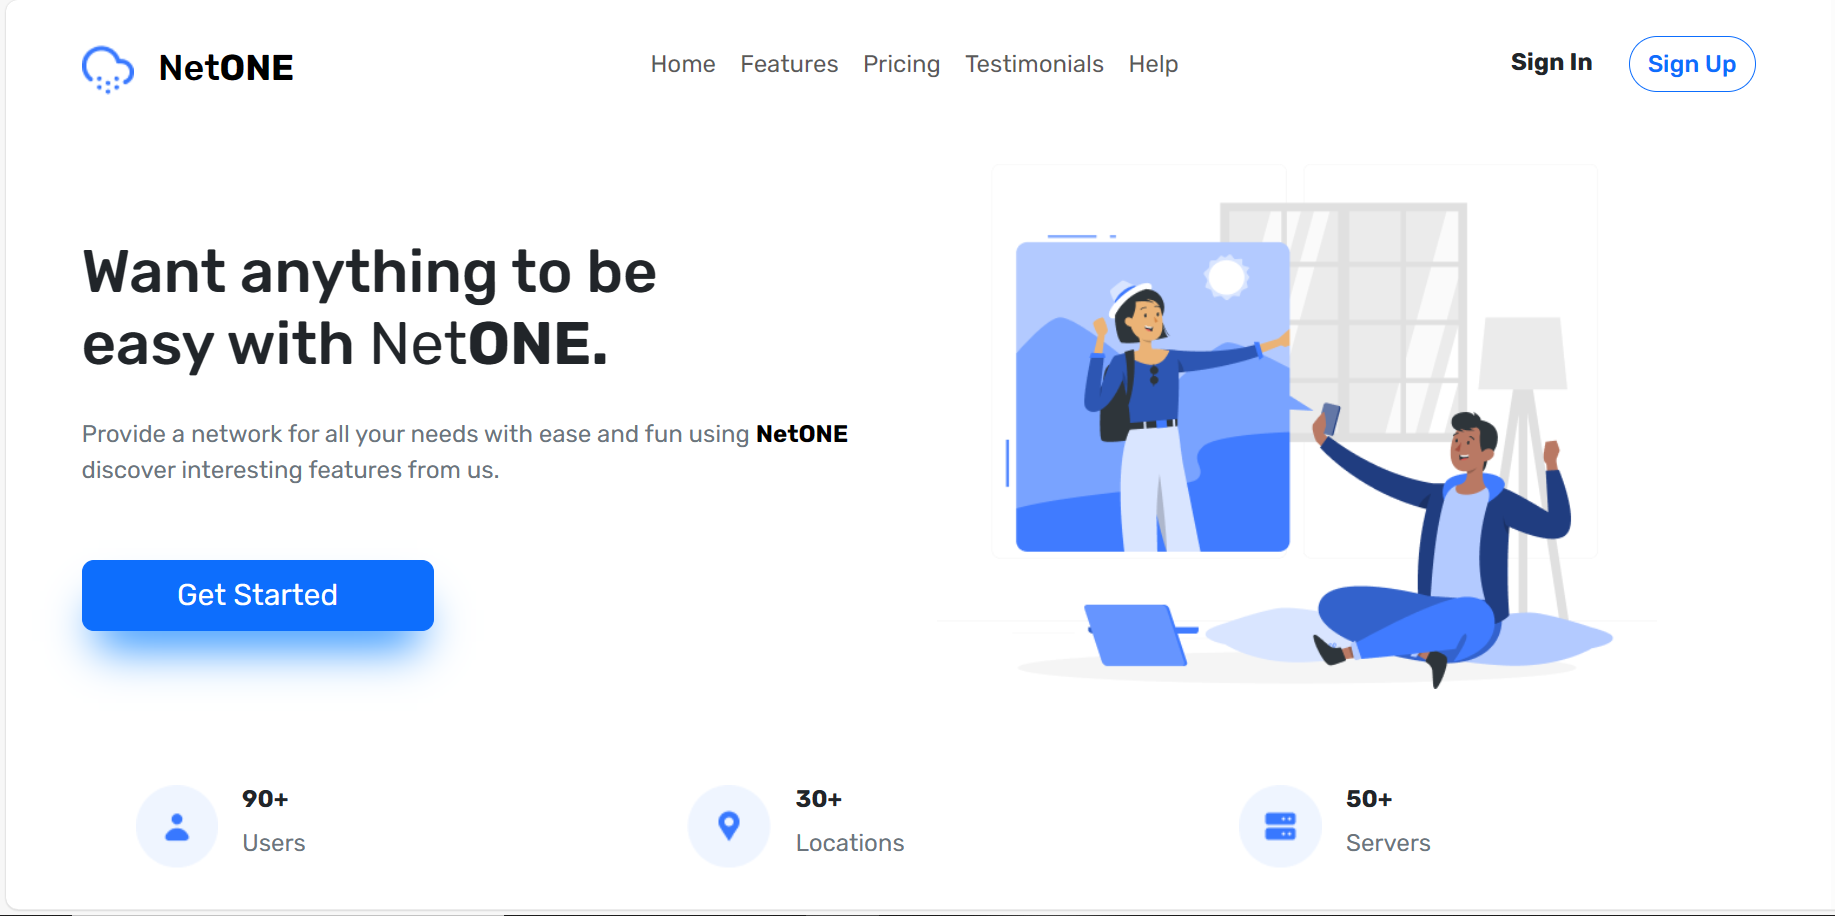 NetONE
Home Features Pricing Testimonials Help
Sign In
Sign Up
Want anything to be
easy with NetONE.
Provide a network for all your needs with ease and fun using NetONE
discover interesting features from us.
Get Started
90+
Users
30+
Locations
50+
Servers